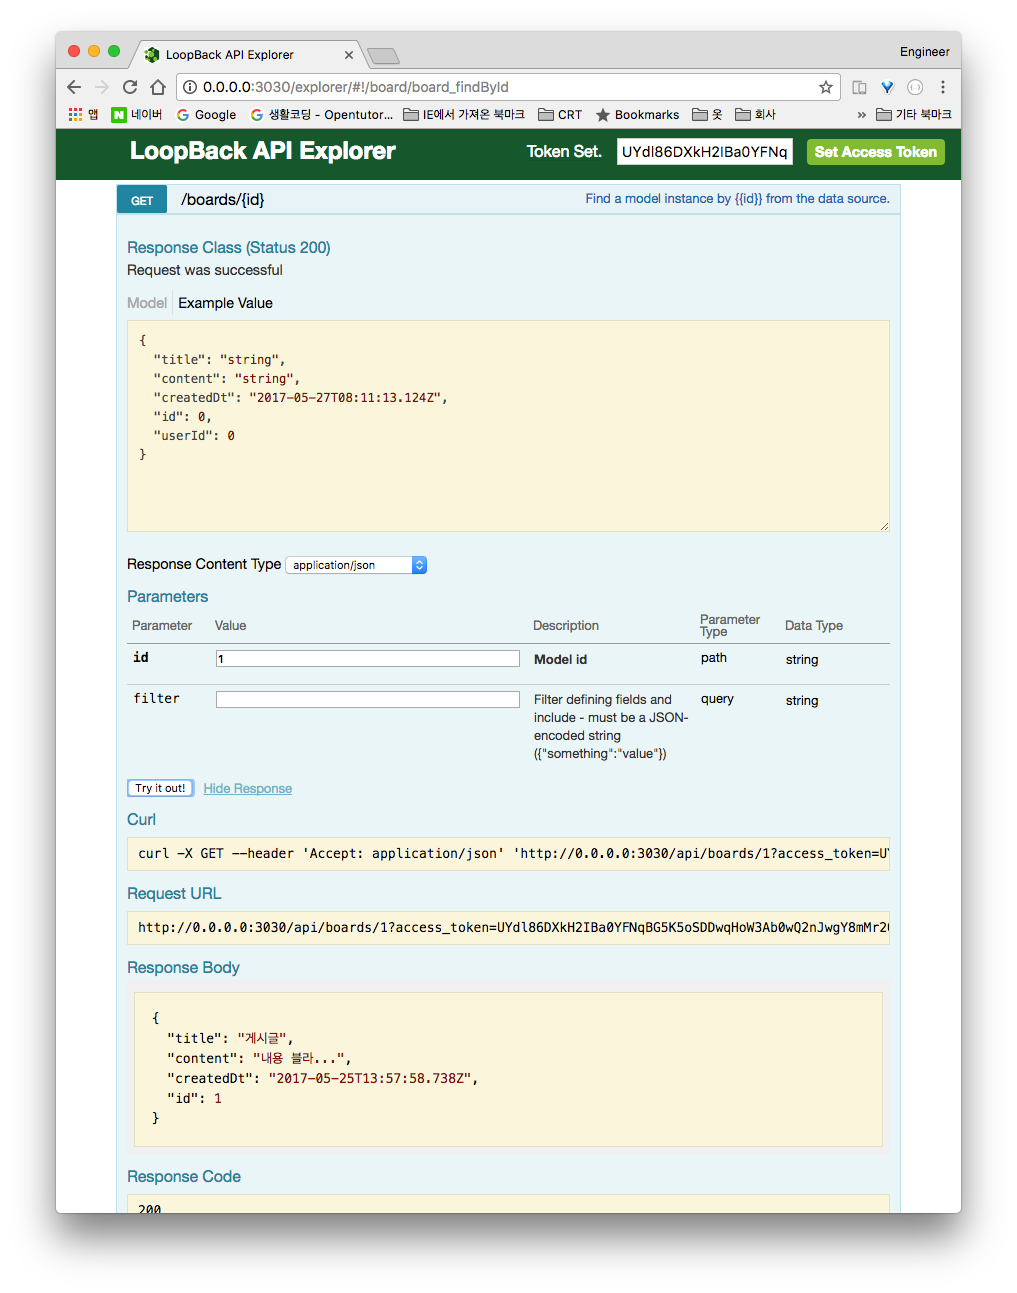 LoopBack API Explorer
Engineer
0.0.0.0:3030/explorer/#!/board/board_findById
앱 네이버 Google 생활코딩 - Opentutor... IE에서 가져온 북마크 CRT Bookmarks 옷 회사 » 기타 북마크
LoopBack API Explorer Token Set. UYdl86DXkH2IBa0YFNq Set Access Token
GET /boards/{id} Find a model instance by {{id}} from the data source.
Response Class (Status 200)
Request was successful
Model Example Value
{
"title": "string",
"content": "string",
"createdDt": "2017-05-27T08:11:13.124Z",
"id": 0,
"userId": 0
}
Response Content Type application/json
Parameters
Parameter Value Description Parameter Type Data Type
id 1 Model id path string
filter Filter defining fields and query string
include - must be a JSON-
encoded string
({"something":"value"})
Try it out! Hide Response
Curl
curl -X GET --header 'Accept: application/json' 'http://0.0.0.0:3030/api/boards/1?access_token=U
Request URL
http://0.0.0.0:3030/api/boards/1?access_token=UYdl86DXkH2IBa0YFNqBG5K5oSDDwqHoW3Ab0wQ2nJwgY8mMr2
Response Body
{
"title": "게시글",
"content": "내용 블라...",
"createdDt": "2017-05-25T13:57:58.738Z",
"id": 1
}
Response Code
200